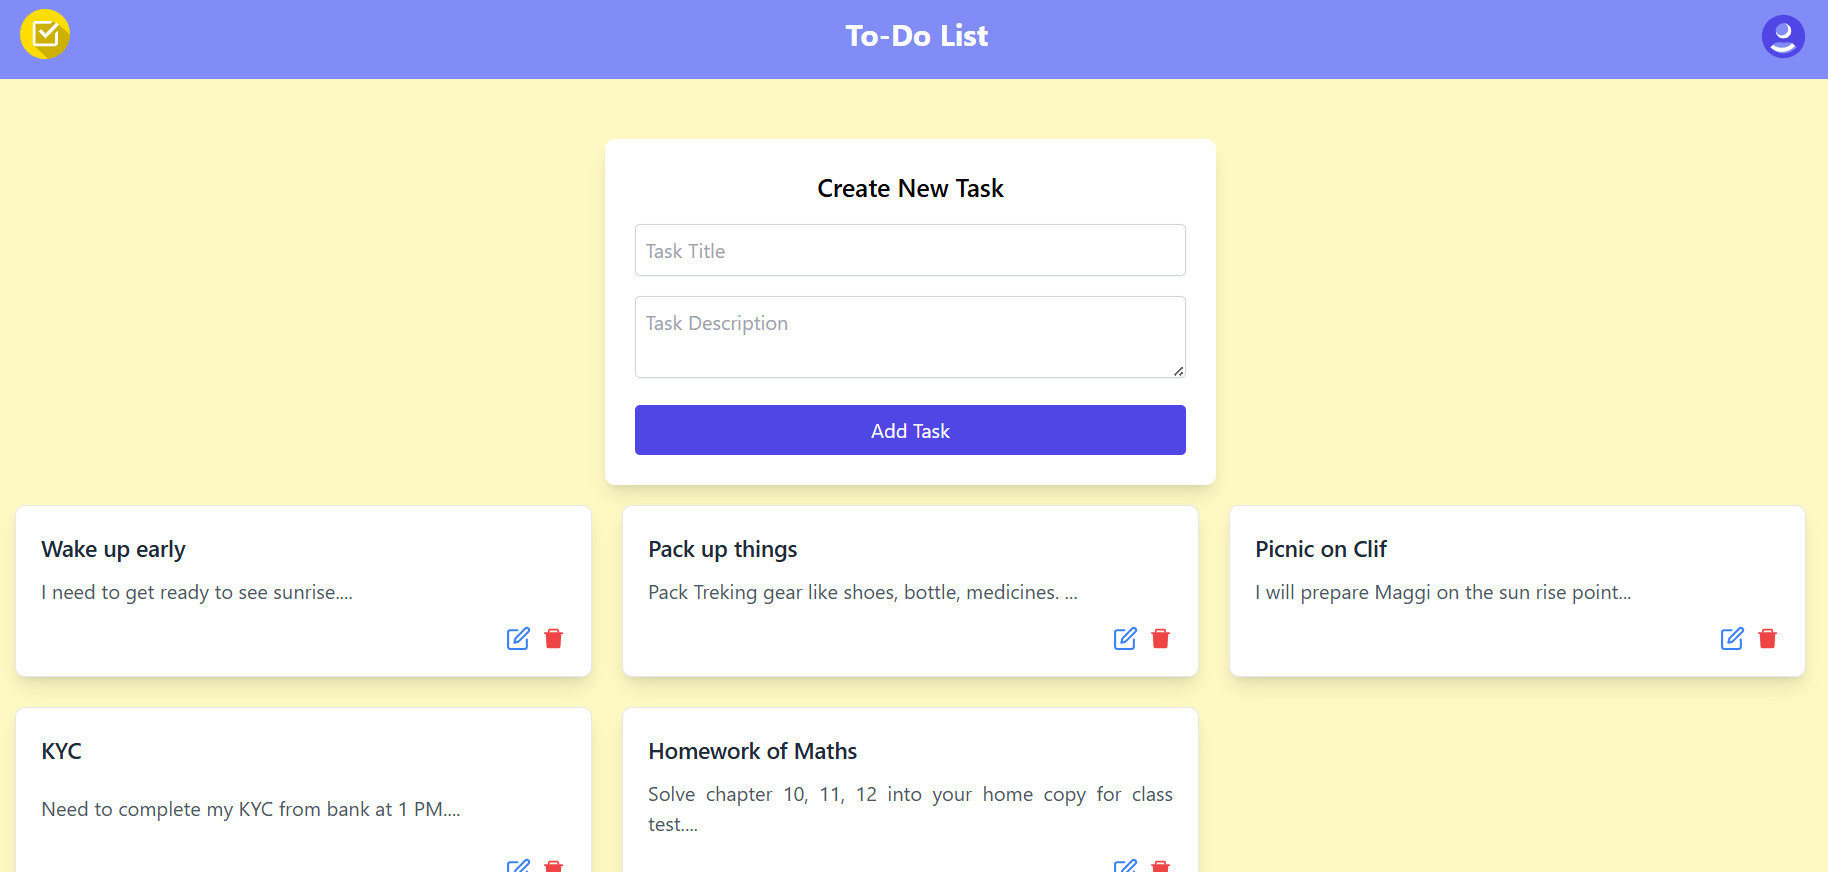 To-Do List
Create New Task
Task Title
Task Description
Add Task
Wake up early
I need to get ready to see sunrise....
Pack up things
Pack Treking gear like shoes, bottle, medicines. ...
Picnic on Clif
I will prepare Maggi on the sun rise point...
KYC
Need to complete my KYC from bank at 1 PM....
Homework of Maths
Solve chapter 10, 11, 12 into your home copy for class
test....